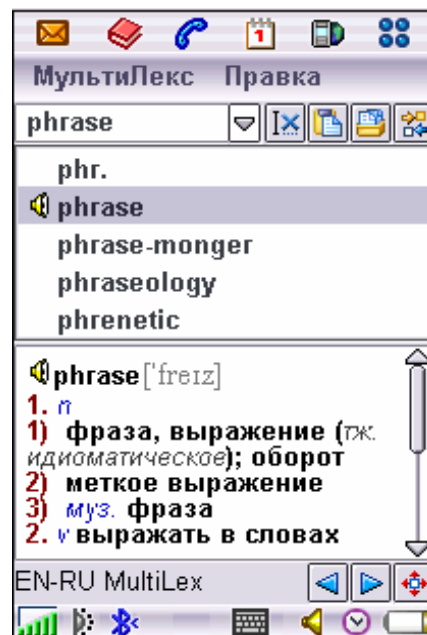 1
МультиЛекс Правка
phrase
phr.
phrase
phrase-monger
phraseology
phrenetic
phrase ['freɪz]
1. n
1) фраза, выражение (тж.
идиоматическое); оборот
2) меткое выражение
3) муз. фраза
2. v выражать в словах
EN-RU MultiLex